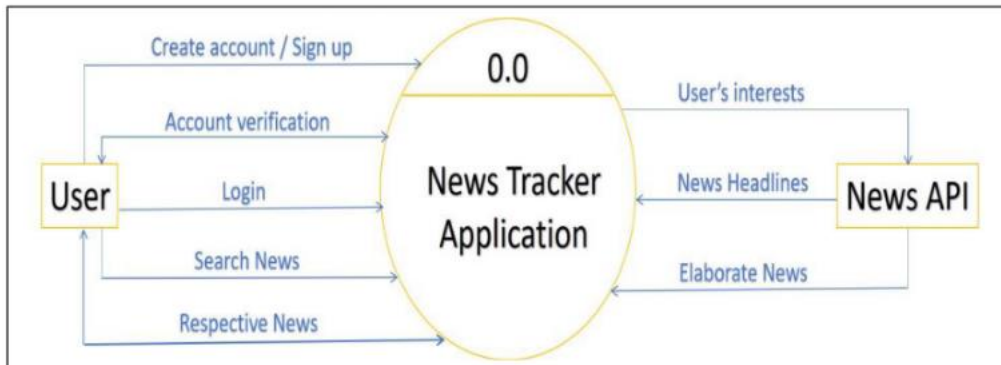 Create account / Sign up
0.0
User's interests
Account verification
User
Login
News Tracker
Application
News Headlines
News API
Search News
Elaborate News
Respective News